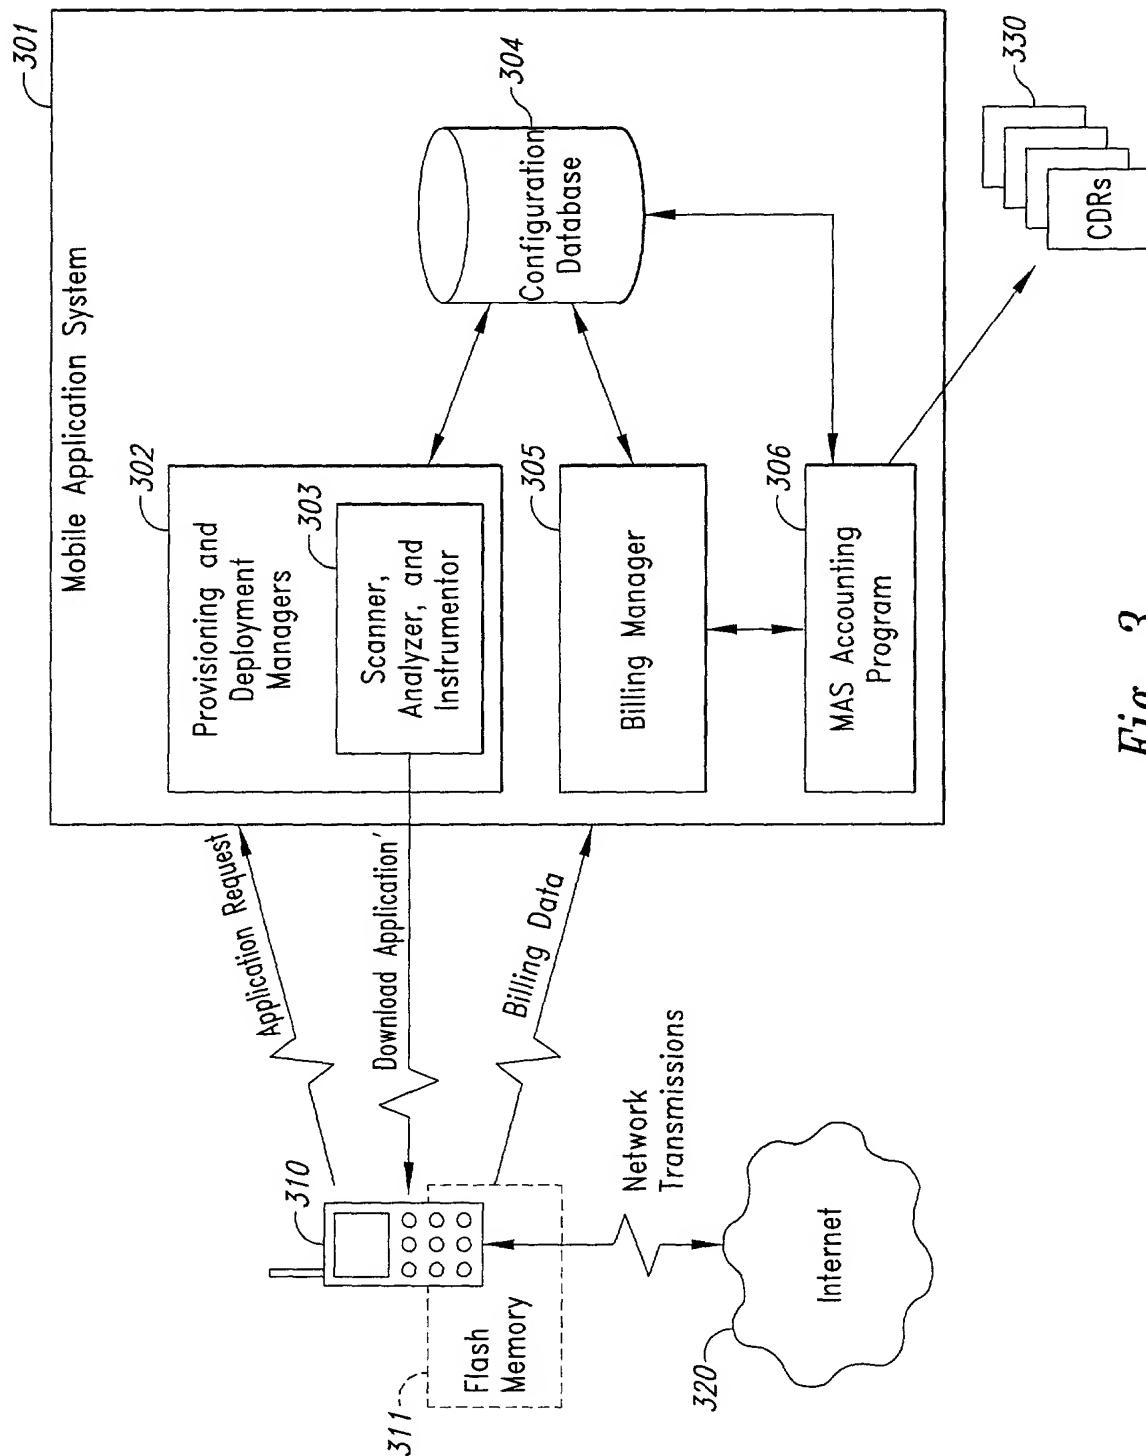 301
Mobile Application System
302
Provisioning and
Deployment
Managers
303
Scanner,
Analyzer, and
Instrumentor
304
Configuration
Database
305
Billing Manager
306
MAS Accounting
Program
330
CDRs
Application Request
Download Application'
Billing Data
310
311
Flash
Memory
Network
Transmissions
320
Internet
Fig. 3